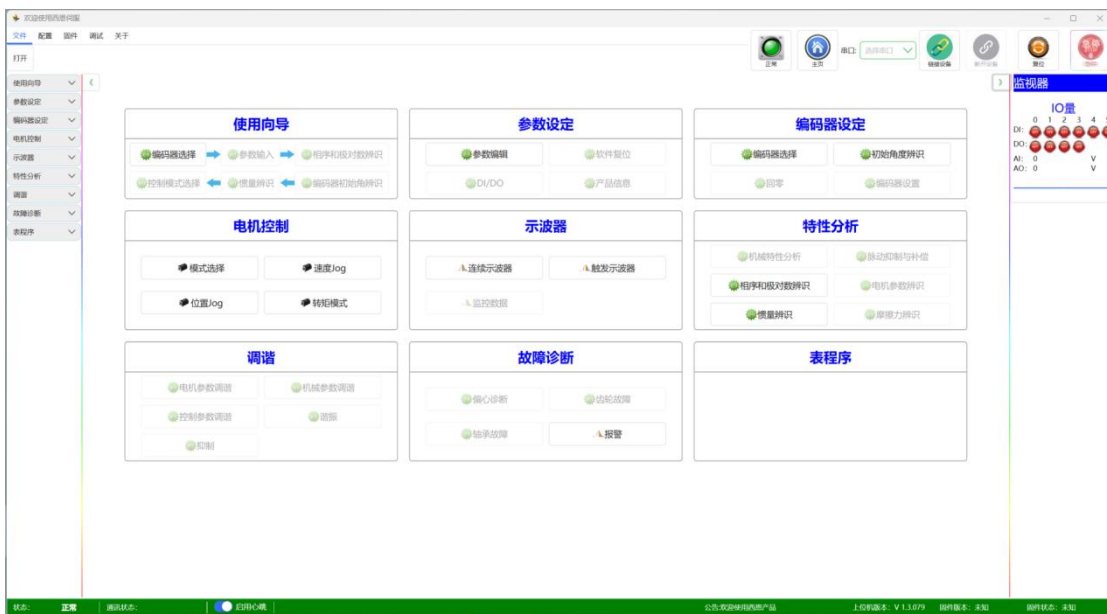 欢迎使用西恩伺服
文件 配置 固件 调试 关于
打开
正常
主页
串口: 选择串口
链接设备
断开设备
复位
急停
使用向导
参数设定
编码器设定
电机控制
示波器
特性分析
调谐
故障诊断
表程序
使用向导
编码器选择 参数输入 相序和极对数辨识
控制模式选择 惯量辨识 编码器初始角辨识
参数设定
参数编辑 软件复位
DI/DO 产品信息
编码器设定
编码器选择 初始角度辨识
回零 编码器设置
电机控制
模式选择 速度Jog
位置Jog 转矩模式
示波器
连续示波器 触发示波器
监控数据
特性分析
机械特性分析 脉动抑制与补偿
相序和极对数辨识 电机参数辨识
惯量辨识 摩擦力辨识
调谐
电机参数调谐 机械参数调谐
控制参数调谐 谐振
抑制
故障诊断
偏心诊断 齿轮故障
轴承故障 报警
表程序
监视器
IO量
0 1 2 3 4 5
DI:
DO:
AI: 0 V
AO: 0 V
状态: 正常 通讯状态: 启用心跳 公告:欢迎使用西恩产品 上位机版本: V 1.3.079 固件版本: 未知 固件状态: 未知